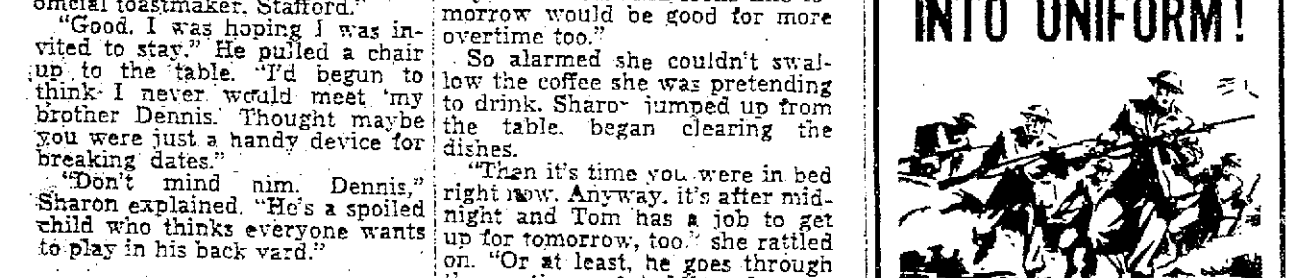 official toastmaker, Stafford."
"Good. I was hoping I was in-
vited to stay." He pulled a chair
up to the table. "I'd begun to
think I never would meet 'my
brother Dennis.' Thought maybe
you were just a handy device for
breaking dates."
"Don't mind him, Dennis,"
Sharon explained. "He's a spoiled
child who thinks everyone wants
to play in his back yard."
morrow would be good for more
overtime too."
So alarmed she couldn't swal-
low the coffee she was pretending
to drink. Sharon jumped up from
the table, began clearing the
dishes.
"Then it's time you were in bed
right now. Anyway, it's after mid-
night and Tom has a job to get
up for tomorrow, too." she rattled
on. "Or at least, he goes through
INTO UNIFORM!